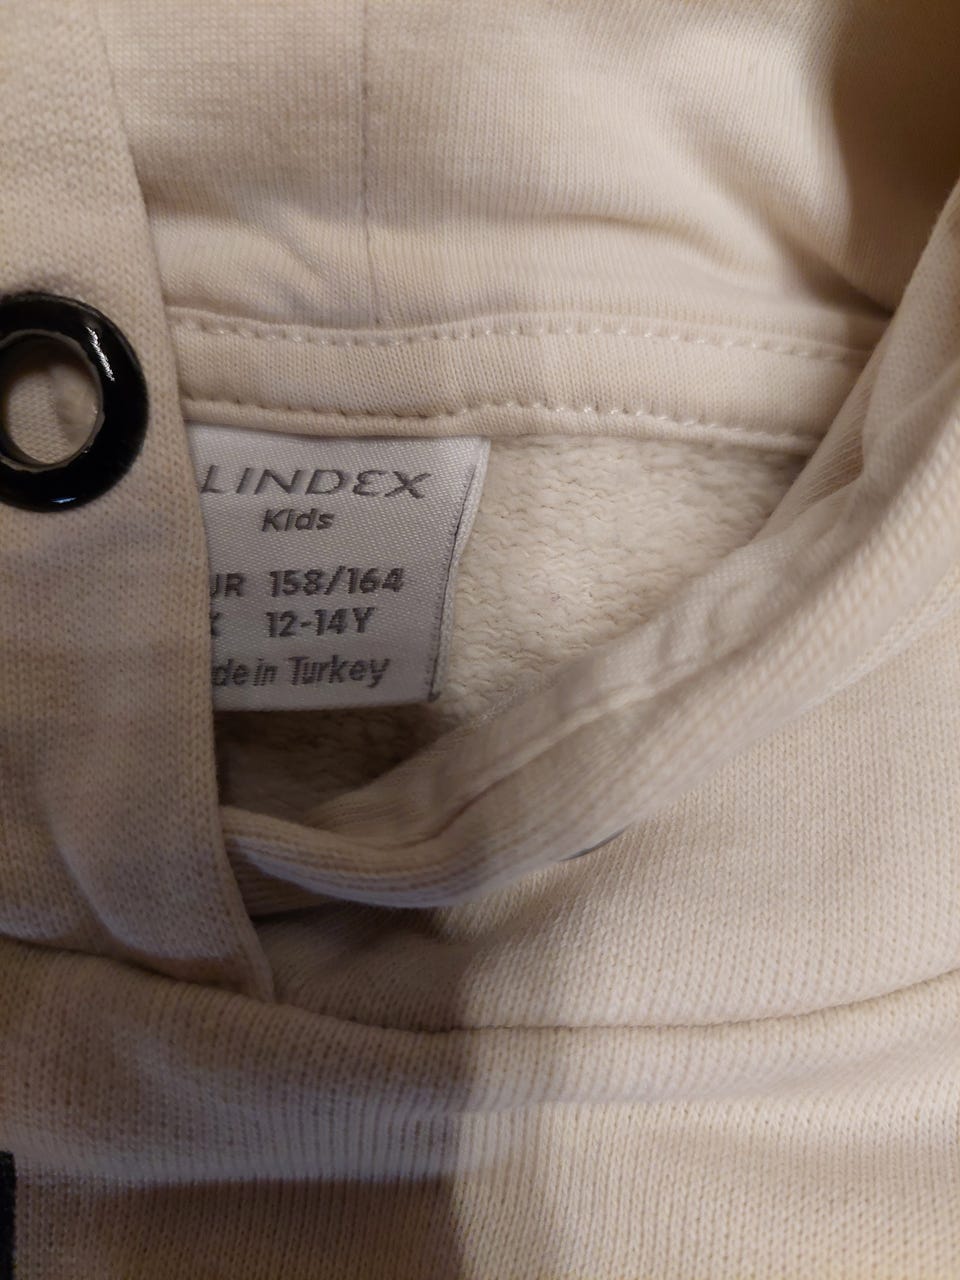 LINDEX
Kids
UR 158/164
12-14Y
de in Turkey